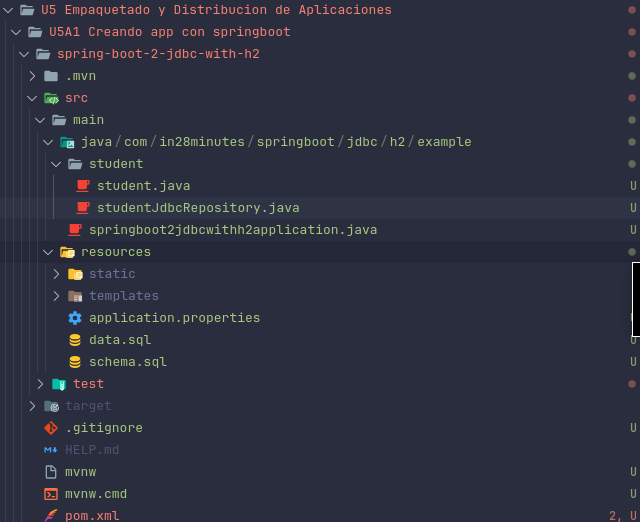 U5 Empaquetado y Distribucion de Aplicaciones
U5A1 Creando app con springboot
spring-boot-2-jdbc-with-h2
.mvn
src
main
java/com/in28minutes/springboot/jdbc/h2/example
student
student.java U
studentJdbcRepository.java U
springboot2jdbcwithh2application.java U
resources
static
templates
application.properties
data.sql U
schema.sql U
test
target
.gitignore U
HELP.md
mvnw U
mvnw.cmd U
pom.xml 2, U